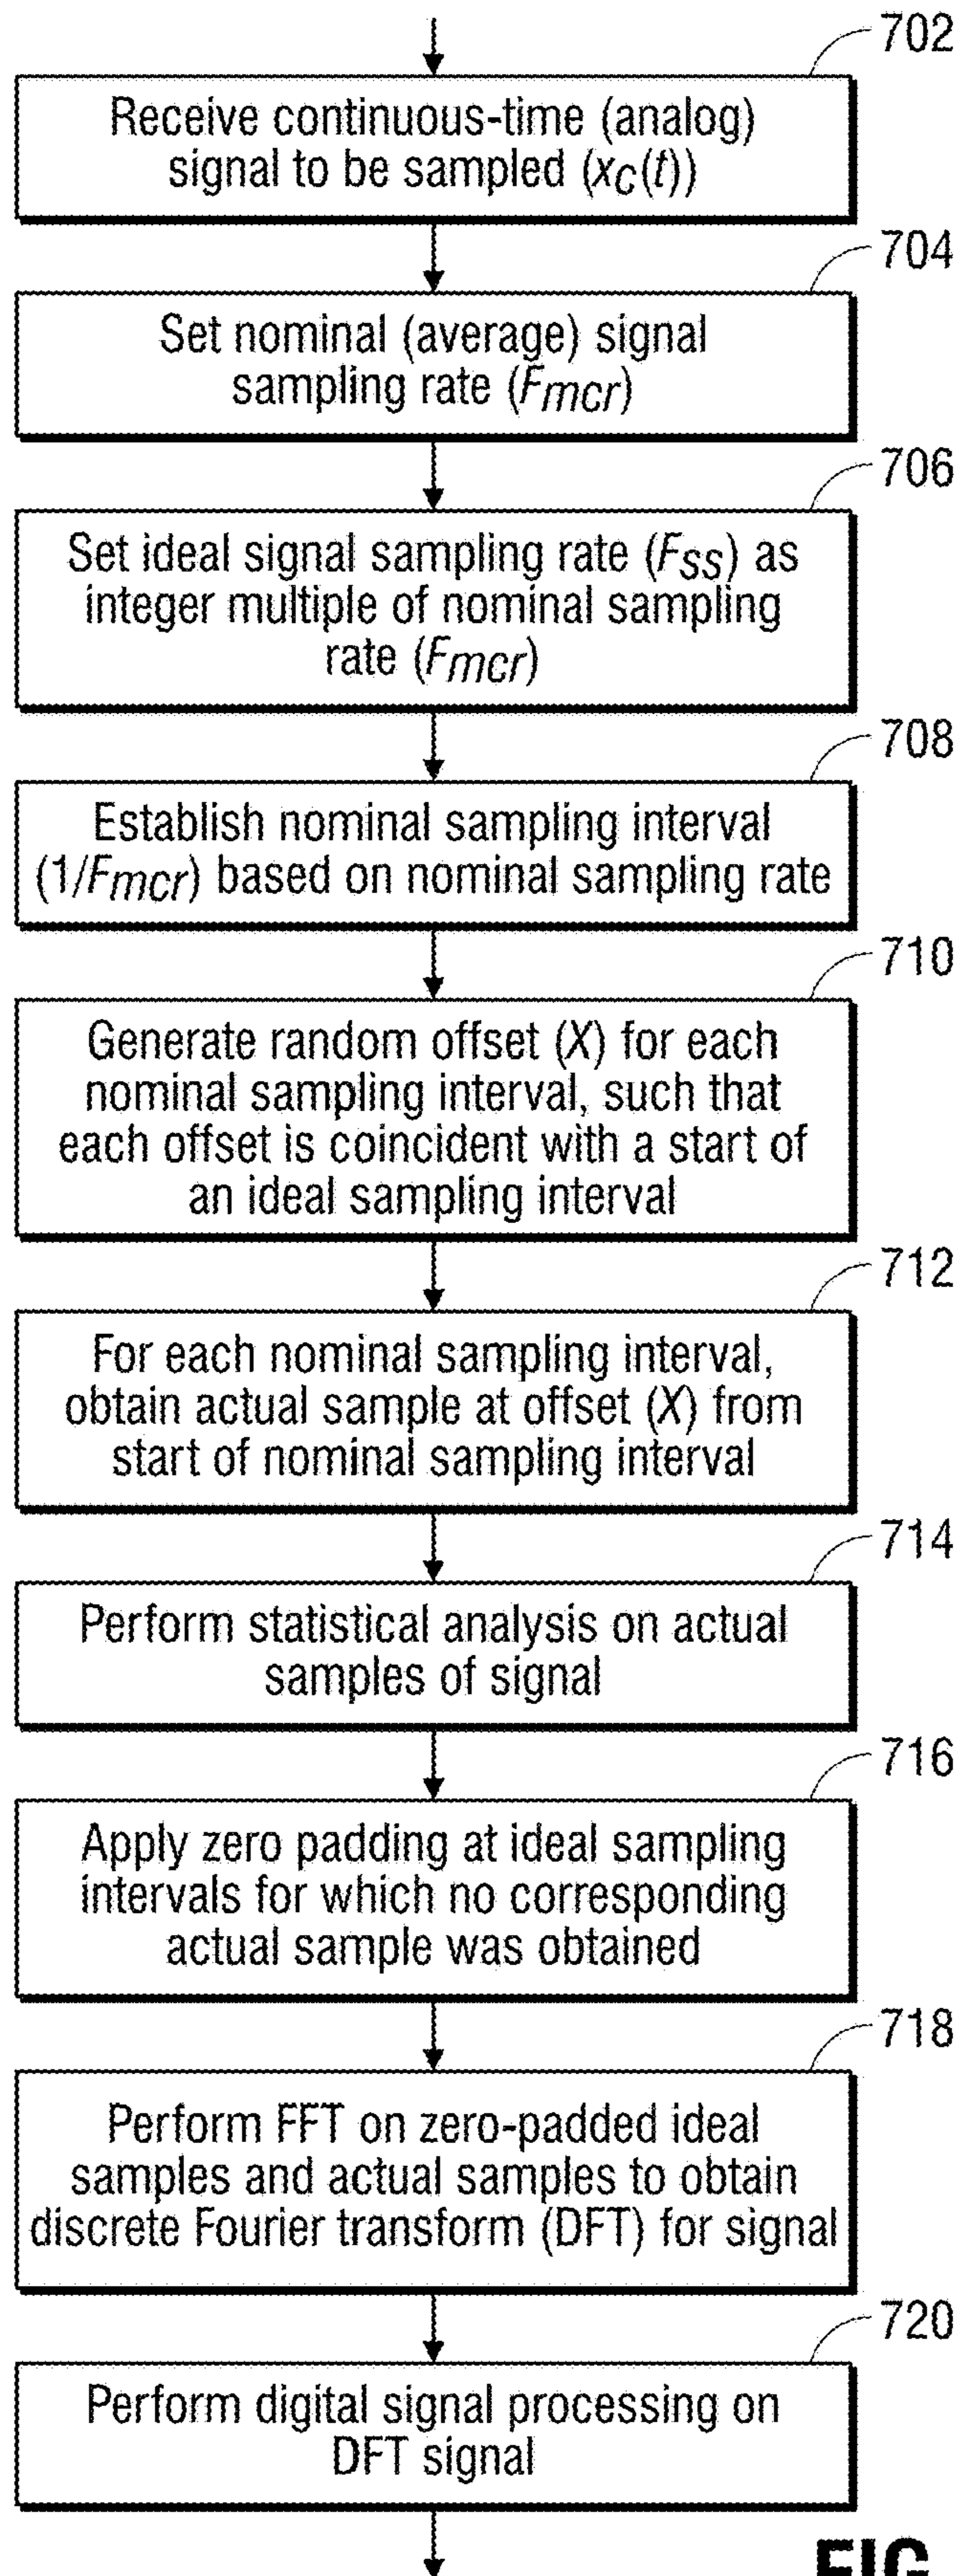 702
Receive continuous-time (analog)
signal to be sampled (xC(t))
704
Set nominal (average) signal
sampling rate (Fmcr)
706
Set ideal signal sampling rate (Fss) as
integer multiple of nominal sampling
rate (Fmcr)
708
Establish nominal sampling interval
(1/Fmcr) based on nominal sampling rate
710
Generate random offset (X) for each
nominal sampling interval, such that
each offset is coincident with a start of
an ideal sampling interval
712
For each nominal sampling interval,
obtain actual sample at offset (X) from
start of nominal sampling interval
714
Perform statistical analysis on actual
samples of signal
716
Apply zero padding at ideal sampling
intervals for which no corresponding
actual sample was obtained
718
Perform FFT on zero-padded ideal
samples and actual samples to obtain
discrete Fourier transform (DFT) for signal
720
Perform digital signal processing on
DFT signal
FIG